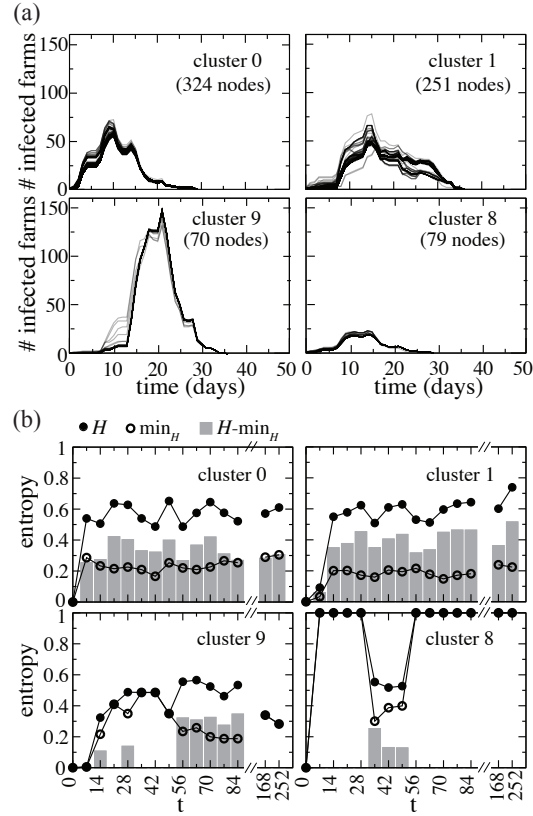 (a)
# infected farms
150
100
50
0
cluster 0
(324 nodes)
cluster 1
(251 nodes)
# infected farms
150
100
50
0
cluster 9
(70 nodes)
cluster 8
(79 nodes)
0 10 20 30 40 50
0 10 20 30 40 50
time (days)
time (days)
(b)
H min_H H-min_H
entropy
1
0.8
0.6
0.4
0.2
0
cluster 0
cluster 1
entropy
0.8
0.6
0.4
0.2
0
cluster 9
cluster 8
0 14 28 42 56 70 84 168 252
0 14 28 42 56 70 84 168 252
t
t